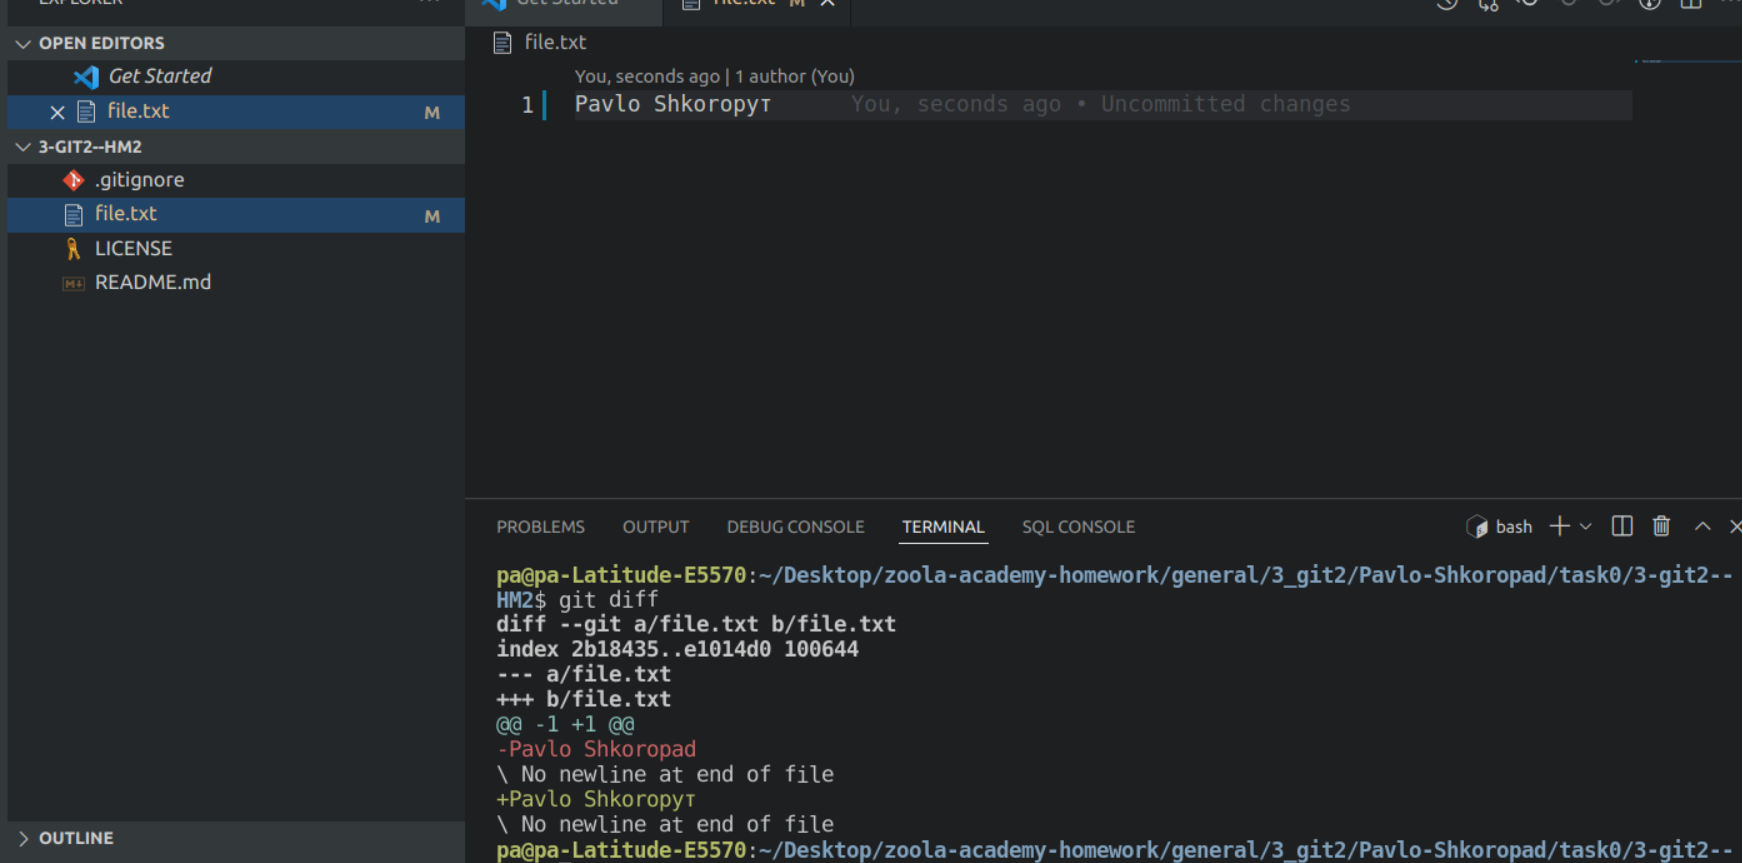 EXPLORER
Get Started
file.txt M
OPEN EDITORS
Get Started
file.txt M
3-GIT2--HM2
.gitignore
file.txt M
LICENSE
README.md
OUTLINE
file.txt
You, seconds ago | 1 author (You)
1 Pavlo Shkoropyт You, seconds ago • Uncommitted changes
PROBLEMS OUTPUT DEBUG CONSOLE TERMINAL SQL CONSOLE
bash
pa@pa-Latitude-E5570:~/Desktop/zoola-academy-homework/general/3_git2/Pavlo-Shkoropad/task0/3-git2--
HM2$ git diff
diff --git a/file.txt b/file.txt
index 2b18435..e1014d0 100644
--- a/file.txt
+++ b/file.txt
@@ -1 +1 @@
-Pavlo Shkoropad
\ No newline at end of file
+Pavlo Shkoropyт
\ No newline at end of file
pa@pa-Latitude-E5570:~/Desktop/zoola-academy-homework/general/3_git2/Pavlo-Shkoropad/task0/3-git2--